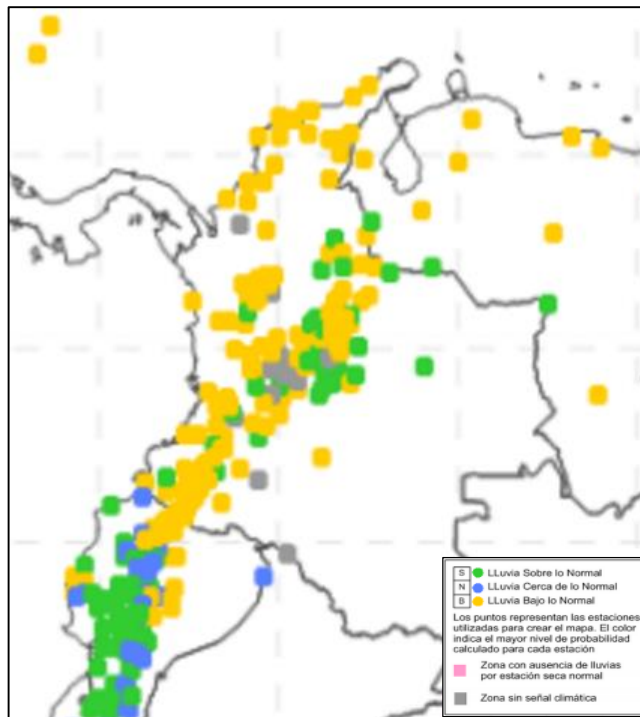 S LLuvia Sobre lo Normal
N LLuvia Cerca de lo Normal
B LLuvia Bajo lo Normal
Los puntos representan las estaciones
utilizadas para crear el mapa. El color
indica el mayor nivel de probabilidad
calculado para cada estación
Zona con ausencia de lluvias
por estación seca normal
Zona sin señal climática